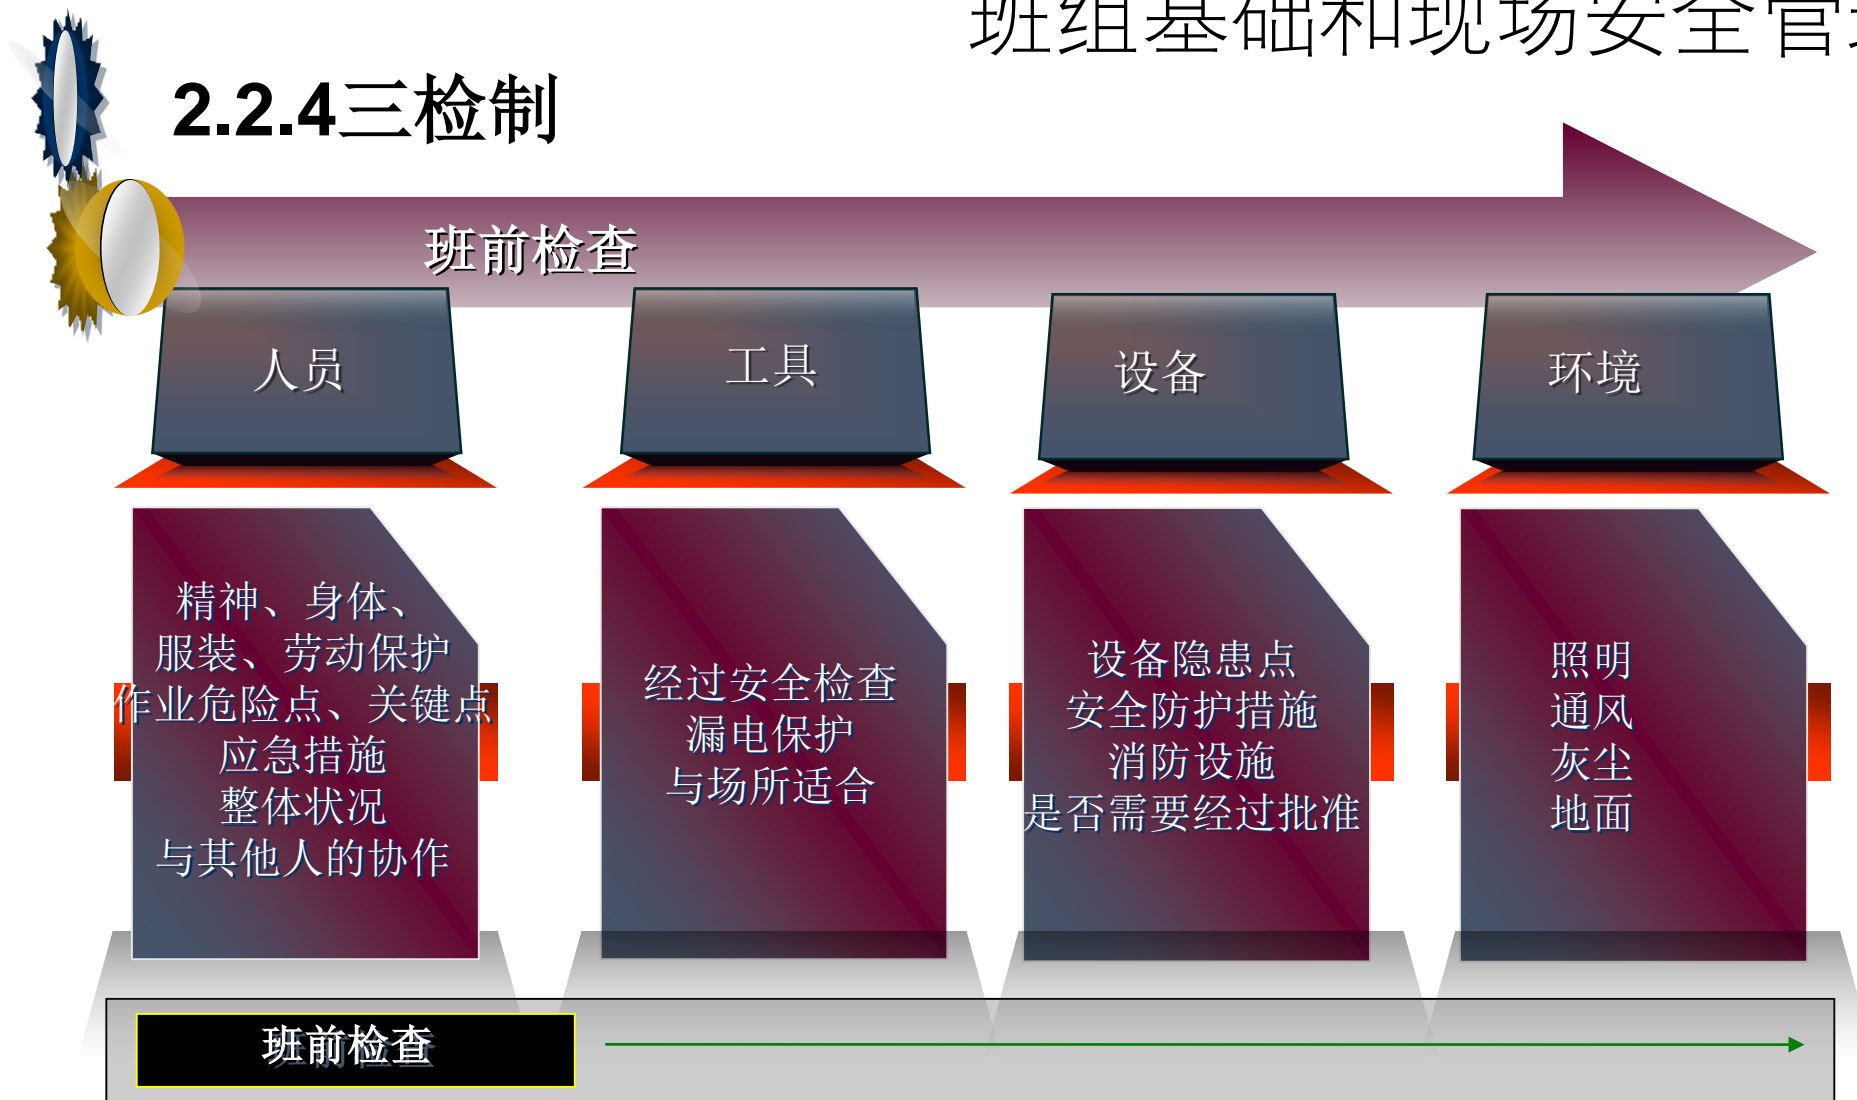 班组基础和现场安全管
2.2.4三检制
班前检查
人员
工具
设备
环境
精神、身体、
服装、劳动保护
作业危险点、关键点
应急措施
整体状况
与其他人的协作
经过安全检查
漏电保护
与场所适合
设备隐患点
安全防护措施
消防设施
是否需要经过批准
照明
通风
灰尘
地面
班前检查